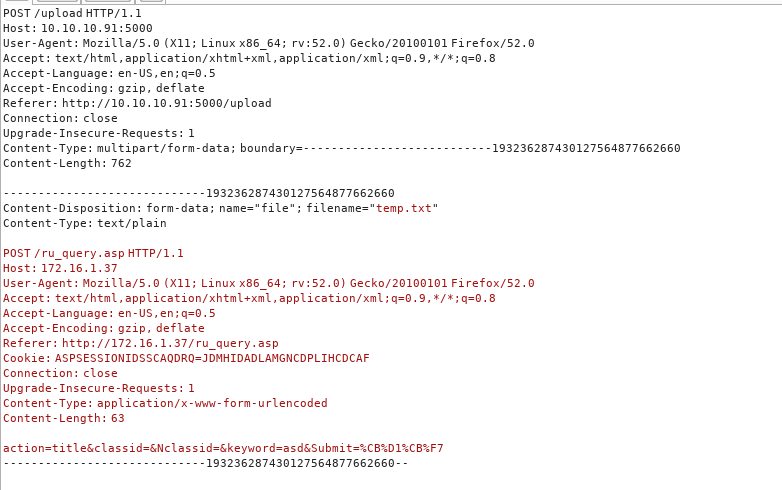 POST /upload HTTP/1.1
Host: 10.10.10.91:5000
User-Agent: Mozilla/5.0 (X11; Linux x86_64; rv:52.0) Gecko/20100101 Firefox/52.0
Accept: text/html,application/xhtml+xml,application/xml;q=0.9,*/*;q=0.8
Accept-Language: en-US,en;q=0.5
Accept-Encoding: gzip, deflate
Referer: http://10.10.10.91:5000/upload
Connection: close
Upgrade-Insecure-Requests: 1
Content-Type: multipart/form-data; boundary=---------------------------193236287430127564877662660
Content-Length: 762

-----------------------------193236287430127564877662660
Content-Disposition: form-data; name="file"; filename="temp.txt"
Content-Type: text/plain

POST /ru_query.asp HTTP/1.1
Host: 172.16.1.37
User-Agent: Mozilla/5.0 (X11; Linux x86_64; rv:52.0) Gecko/20100101 Firefox/52.0
Accept: text/html,application/xhtml+xml,application/xml;q=0.9,*/*;q=0.8
Accept-Language: en-US,en;q=0.5
Accept-Encoding: gzip, deflate
Referer: http://172.16.1.37/ru_query.asp
Cookie: ASPSESSIONIDSSCAQDRQ=JDMHIDADLAMGNCDPLIHCDCAF
Connection: close
Upgrade-Insecure-Requests: 1
Content-Type: application/x-www-form-urlencoded
Content-Length: 63

action=title&classid=&Nclassid=&keyword=asd&Submit=%CB%D1%CB%F7
-----------------------------193236287430127564877662660--